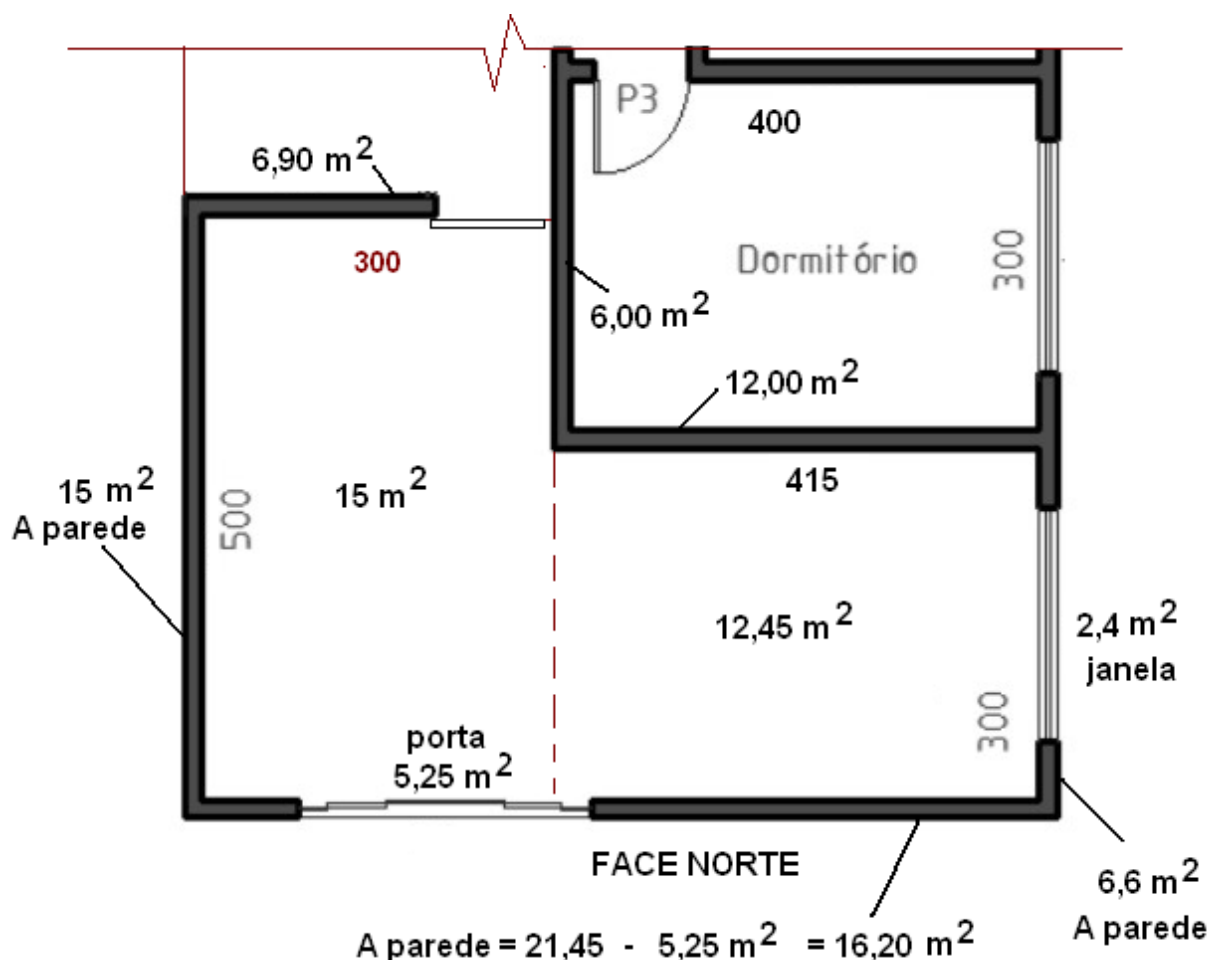 P3
400
6,90 m²
300
Dormitório
300
6,00 m²
12,00 m²
415
15 m²
A parede
500
15 m²
12,45 m²
2,4 m²
janela
300
porta
5,25 m²
FACE NORTE
6,6 m²
A parede
A parede = 21,45 - 5,25 m² = 16,20 m²